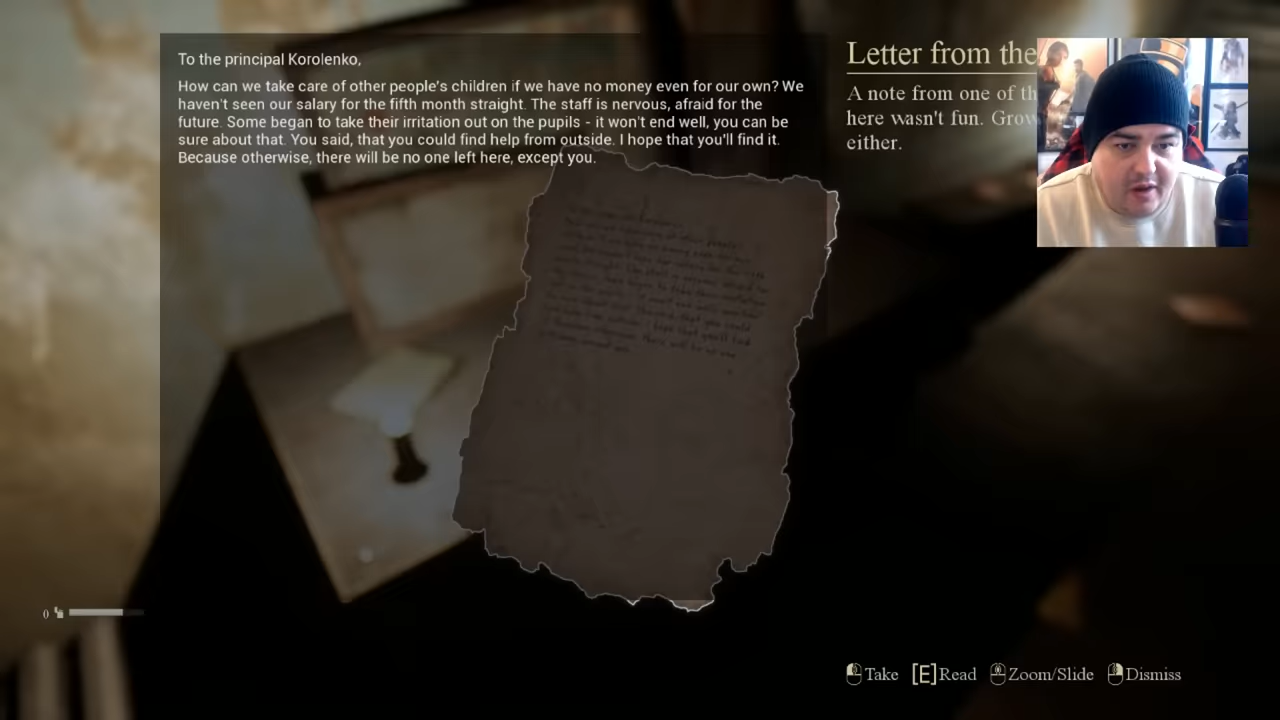 To the principal Korolenko,
How can we take care of other people's children if we have no money even for our own? We
haven't seen our salary for the fifth month straight. The staff is nervous, afraid for the
future. Some began to take their irritation out on the pupils - it won't end well, you can be
sure about that. You said, that you could find help from outside. I hope that you'll find it.
Because otherwise, there will be no one left here, except you.
Letter from the
A note from one of
here wasn't fun.
either.
0
Take [E]Read Zoom/Slide Dismiss